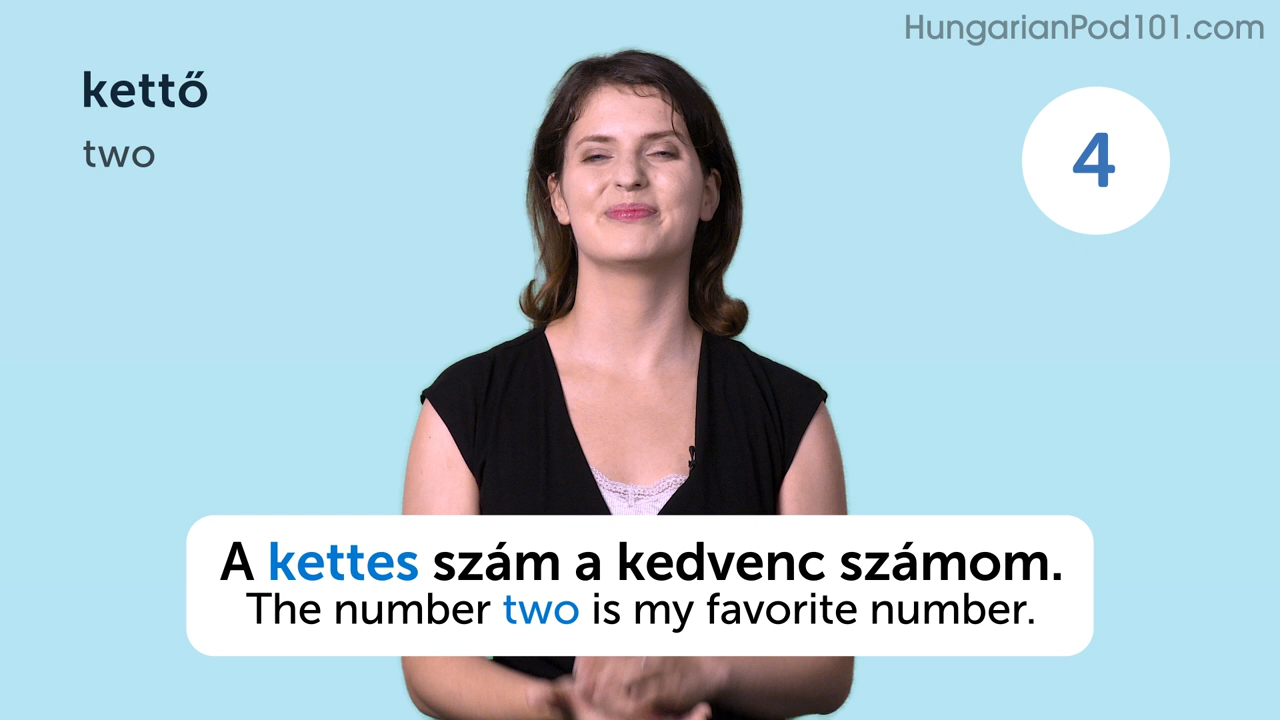 HungarianPod101.com
kettő
two
4
A kettes szám a kedvenc számom.
The number two is my favorite number.